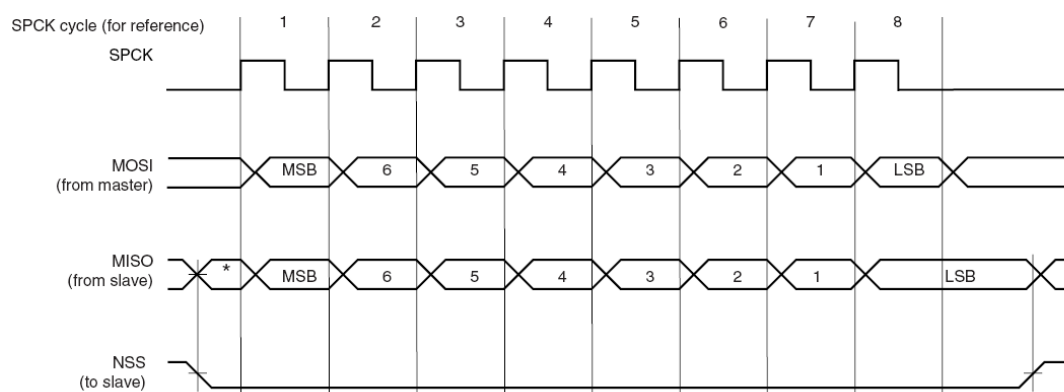 SPCK cycle (for reference) 1 2 3 4 5 6 7 8
SPCK
MOSI
(from master)
MSB 6 5 4 3 2 1 LSB
MISO
(from slave)
* MSB 6 5 4 3 2 1 LSB
NSS
(to slave)